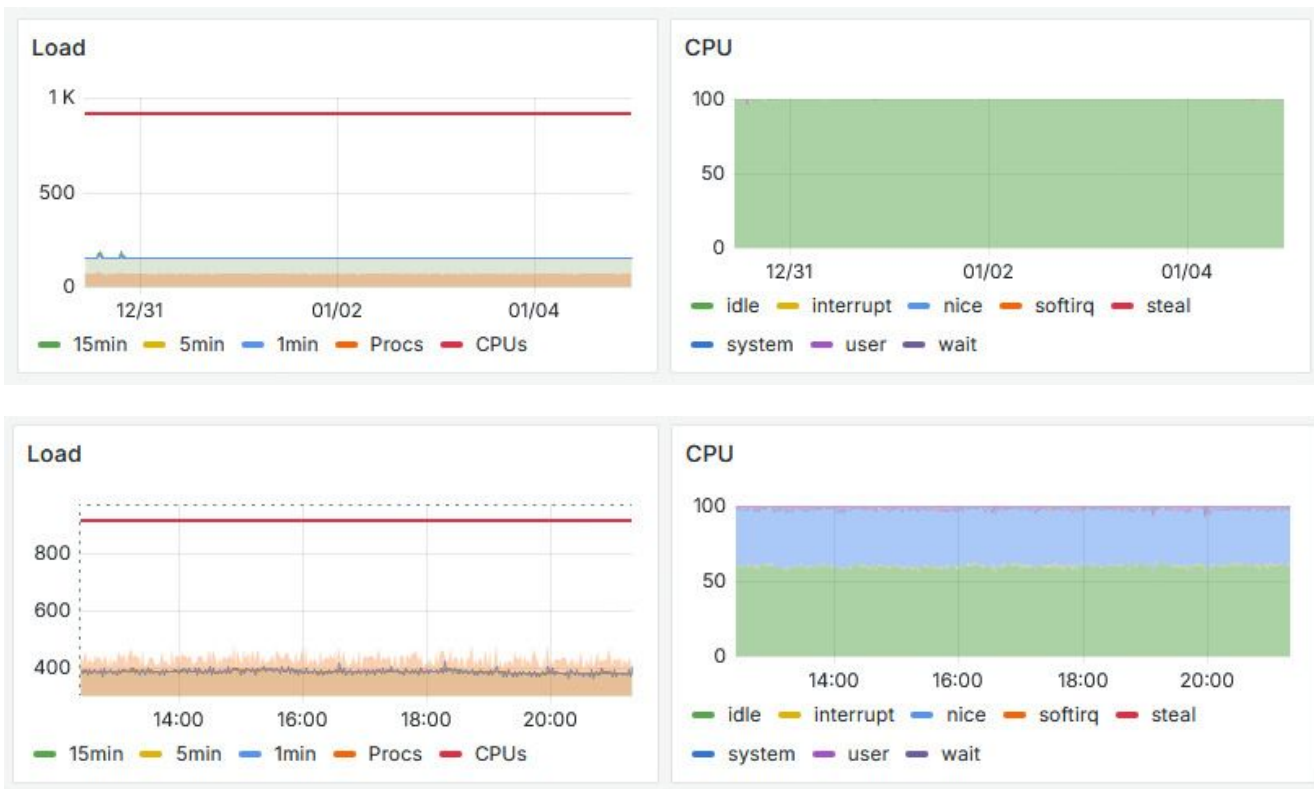 Load
1 K
500
0
12/31 01/02 01/04
15min 5min 1min Procs CPUs
CPU
100
50
0
12/31 01/02 01/04
idle interrupt nice softirq steal
system user wait
Load
800
600
400
14:00 16:00 18:00 20:00
15min 5min 1min Procs CPUs
CPU
100
50
0
14:00 16:00 18:00 20:00
idle interrupt nice softirq steal
system user wait